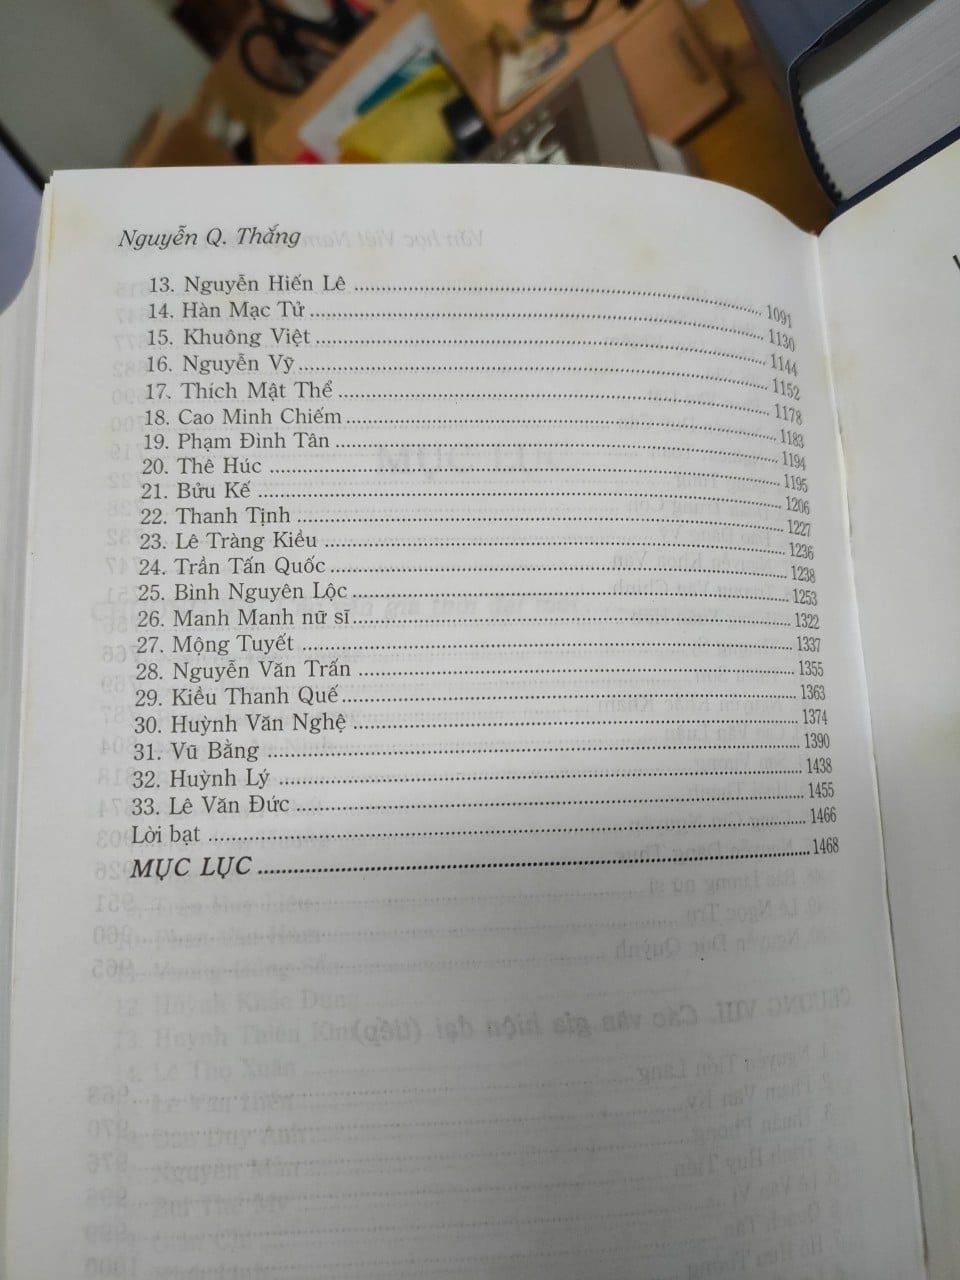 Nguyễn Q. Thắng
13. Nguyễn Hiến Lê ........ 1091
14. Hàn Mạc Tử ........ 1130
15. Khuông Việt ........ 1144
16. Nguyễn Vỹ ........ 1152
17. Thích Mật Thể ........ 1178
18. Cao Minh Chiếm ........ 1183
19. Phạm Đình Tân ........ 1194
20. Thê Húc ........ 1195
21. Bửu Kế ........ 1206
22. Thanh Tịnh ........ 1227
23. Lê Tràng Kiều ........ 1236
24. Trần Tấn Quốc ........ 1238
25. Bình Nguyên Lộc ........ 1253
26. Manh Manh nữ sĩ ........ 1322
27. Mộng Tuyết ........ 1337
28. Nguyễn Văn Trấn ........ 1355
29. Kiều Thanh Quế ........ 1363
30. Huỳnh Văn Nghệ ........ 1374
31. Vũ Bằng ........ 1390
32. Huỳnh Lý ........ 1438
33. Lê Văn Đức ........ 1455
Lời bạt ........ 1466
MỤC LỤC ........ 1468